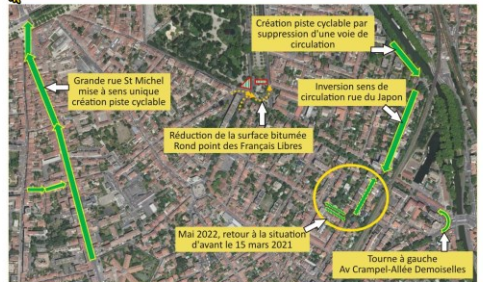 Création piste cyclable par
suppression d'une voie de
circulation
Grande rue St Michel
mise à sens unique
création piste cyclable
Inversion sens de
circulation rue du Japon
Réduction de la surface bitumée
Rond point des Français Libres
Mai 2022, retour à la situation
d'avant le 15 mars 2021
Tourne à gauche
Av Crampel-Allée Demoiselles